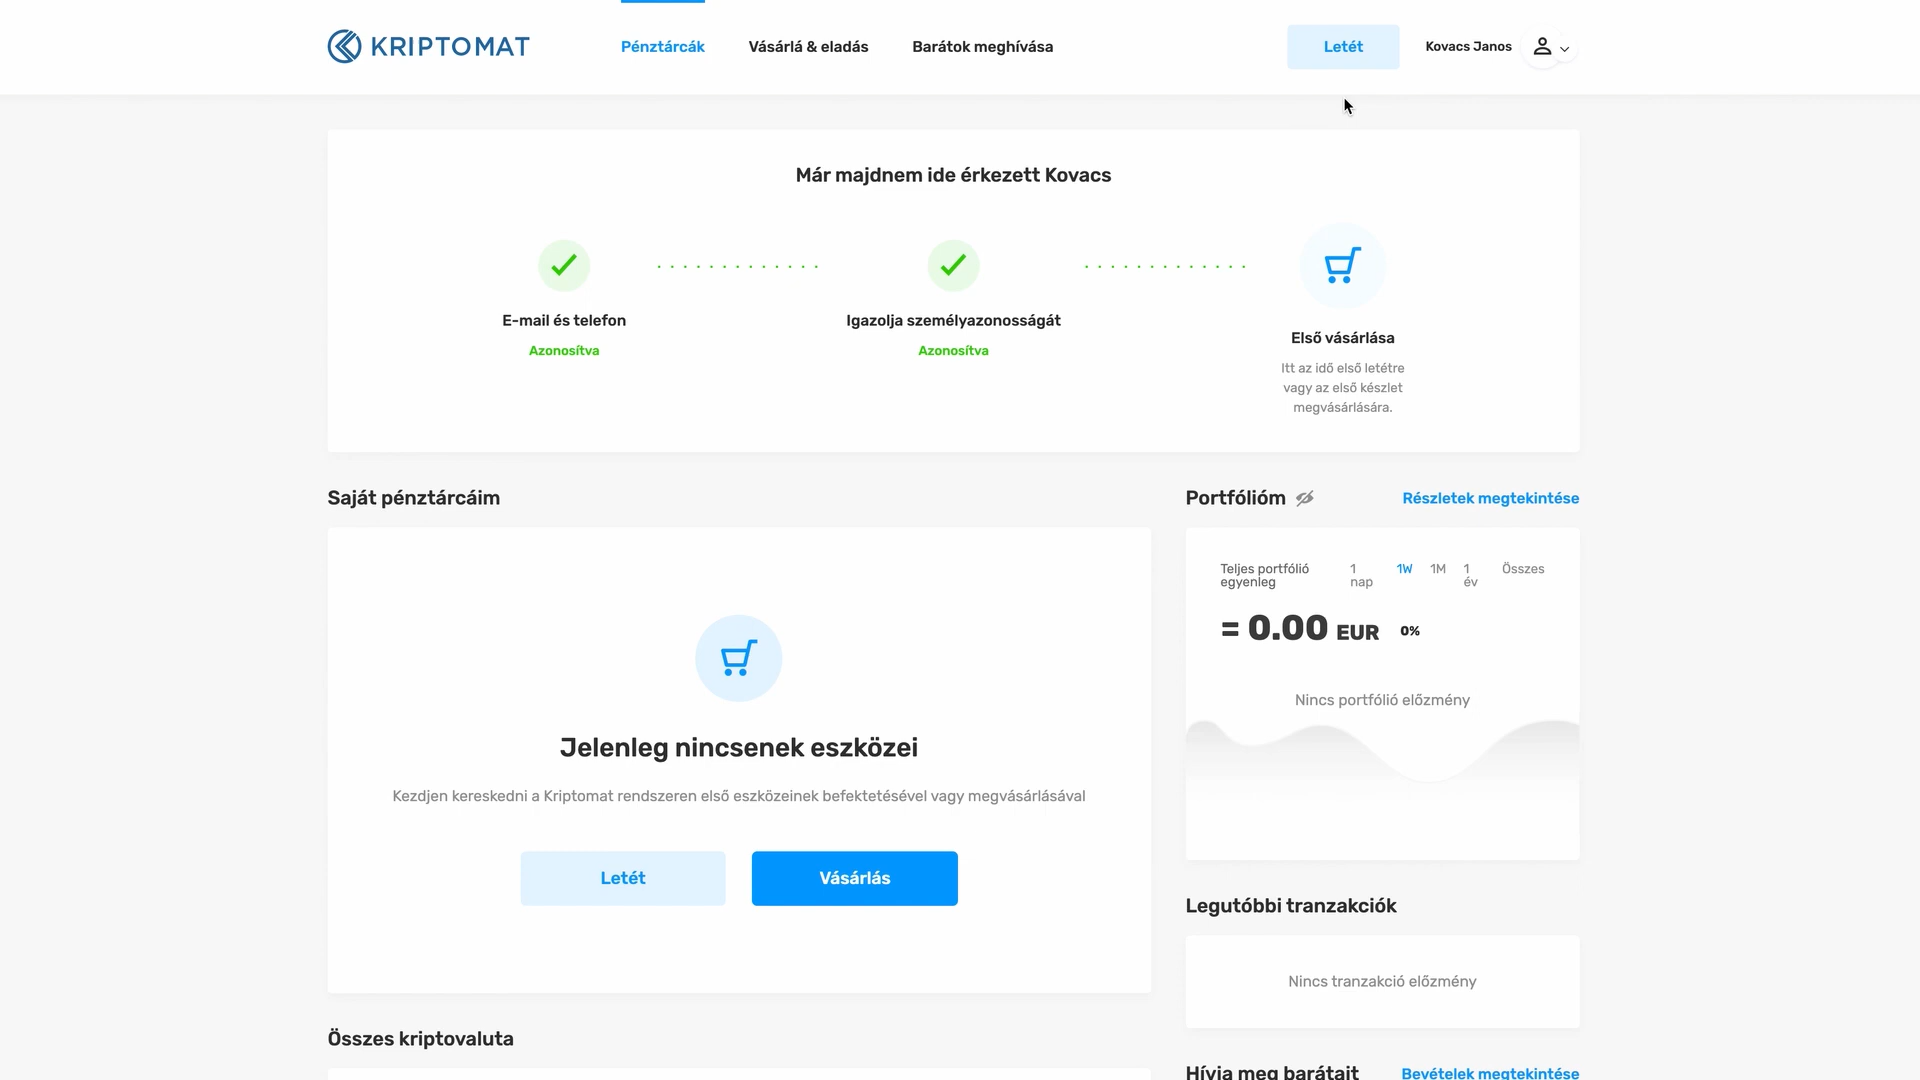 KRIPTOMAT
Pénztárcák
Vásárlá & eladás
Barátok meghívása
Letét
Kovacs Janos
Már majdnem ide érkezett Kovacs
E-mail és telefon
Azonosítva
Igazolja személyazonosságát
Azonosítva
Első vásárlása
Itt az idő első letétre
vagy az első készlet
megvásárlására.
Saját pénztárcáim
Jelenleg nincsenek eszközei
Kezdjen kereskedni a Kriptomat rendszeren első eszközeinek befektetésével vagy megvásárlásával
Letét
Vásárlás
Összes kriptovaluta
Portfólióm
Részletek megtekintése
Teljes portfólió
egyenleg
1
nap
1W
1M
1
év
Összes
= 0.00 EUR 0%
Nincs portfólió előzmény
Legutóbbi tranzakciók
Nincs tranzakció előzmény
Hívja meg barátait
Bevételek megtekintése